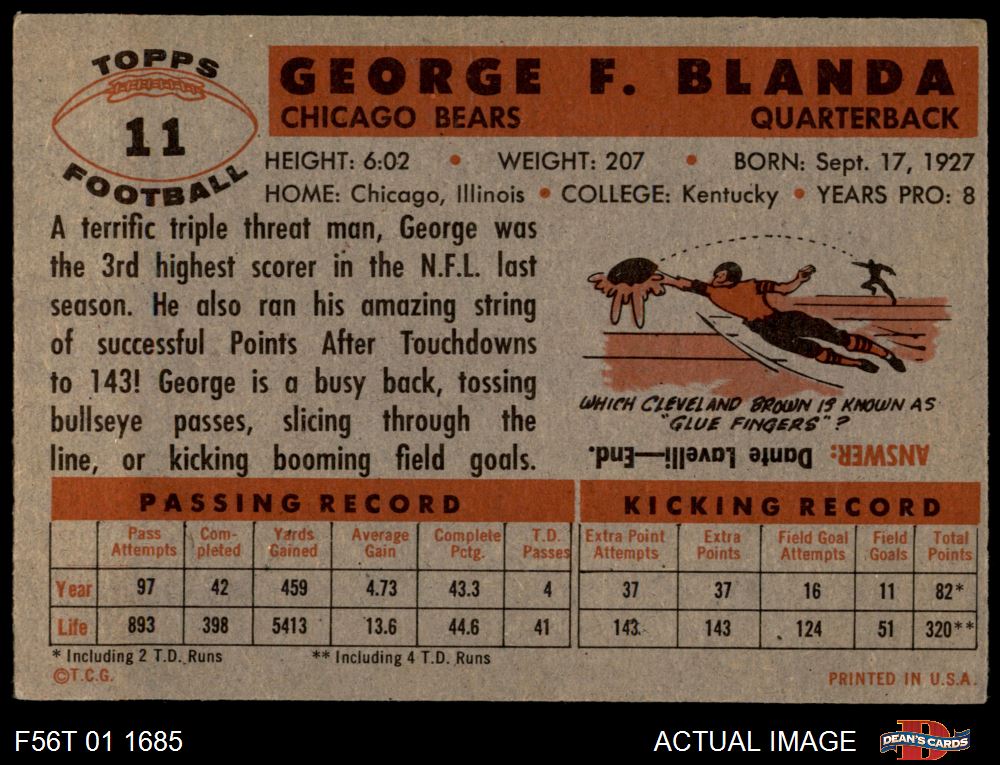 TOPPS
11
FOOTBALL
GEORGE F. BLANDA
CHICAGO BEARS QUARTERBACK
HEIGHT: 6:02 • WEIGHT: 207 • BORN: Sept. 17, 1927
HOME: Chicago, Illinois • COLLEGE: Kentucky • YEARS PRO: 8
A terrific triple threat man, George was
the 3rd highest scorer in the N.F.L. last
season. He also ran his amazing string
of successful Points After Touchdowns
to 143! George is a busy back, tossing
bullseye passes, slicing through the
line, or kicking booming field goals.
WHICH CLEVELAND BROWN IS KNOWN AS
"GLUE FINGERS"?
ANSWER: Dante Lavelli—End.
PASSING RECORD
Pass Attempts Com-pleted Yards Gained Average Gain Complete Pctg. T.D. Passes
Year 97 42 459 4.73 43.3 4
Life 893 398 5413 13.6 44.6 41
KICKING RECORD
Extra Point Attempts Extra Points Field Goal Attempts Field Goals Total Points
37 37 16 11 82*
143 143 124 51 320**
* Including 2 T.D. Runs ** Including 4 T.D. Runs
©T.C.G. PRINTED IN U.S.A.
F56T 01 1685 ACTUAL IMAGE D DEAN'S CARDS